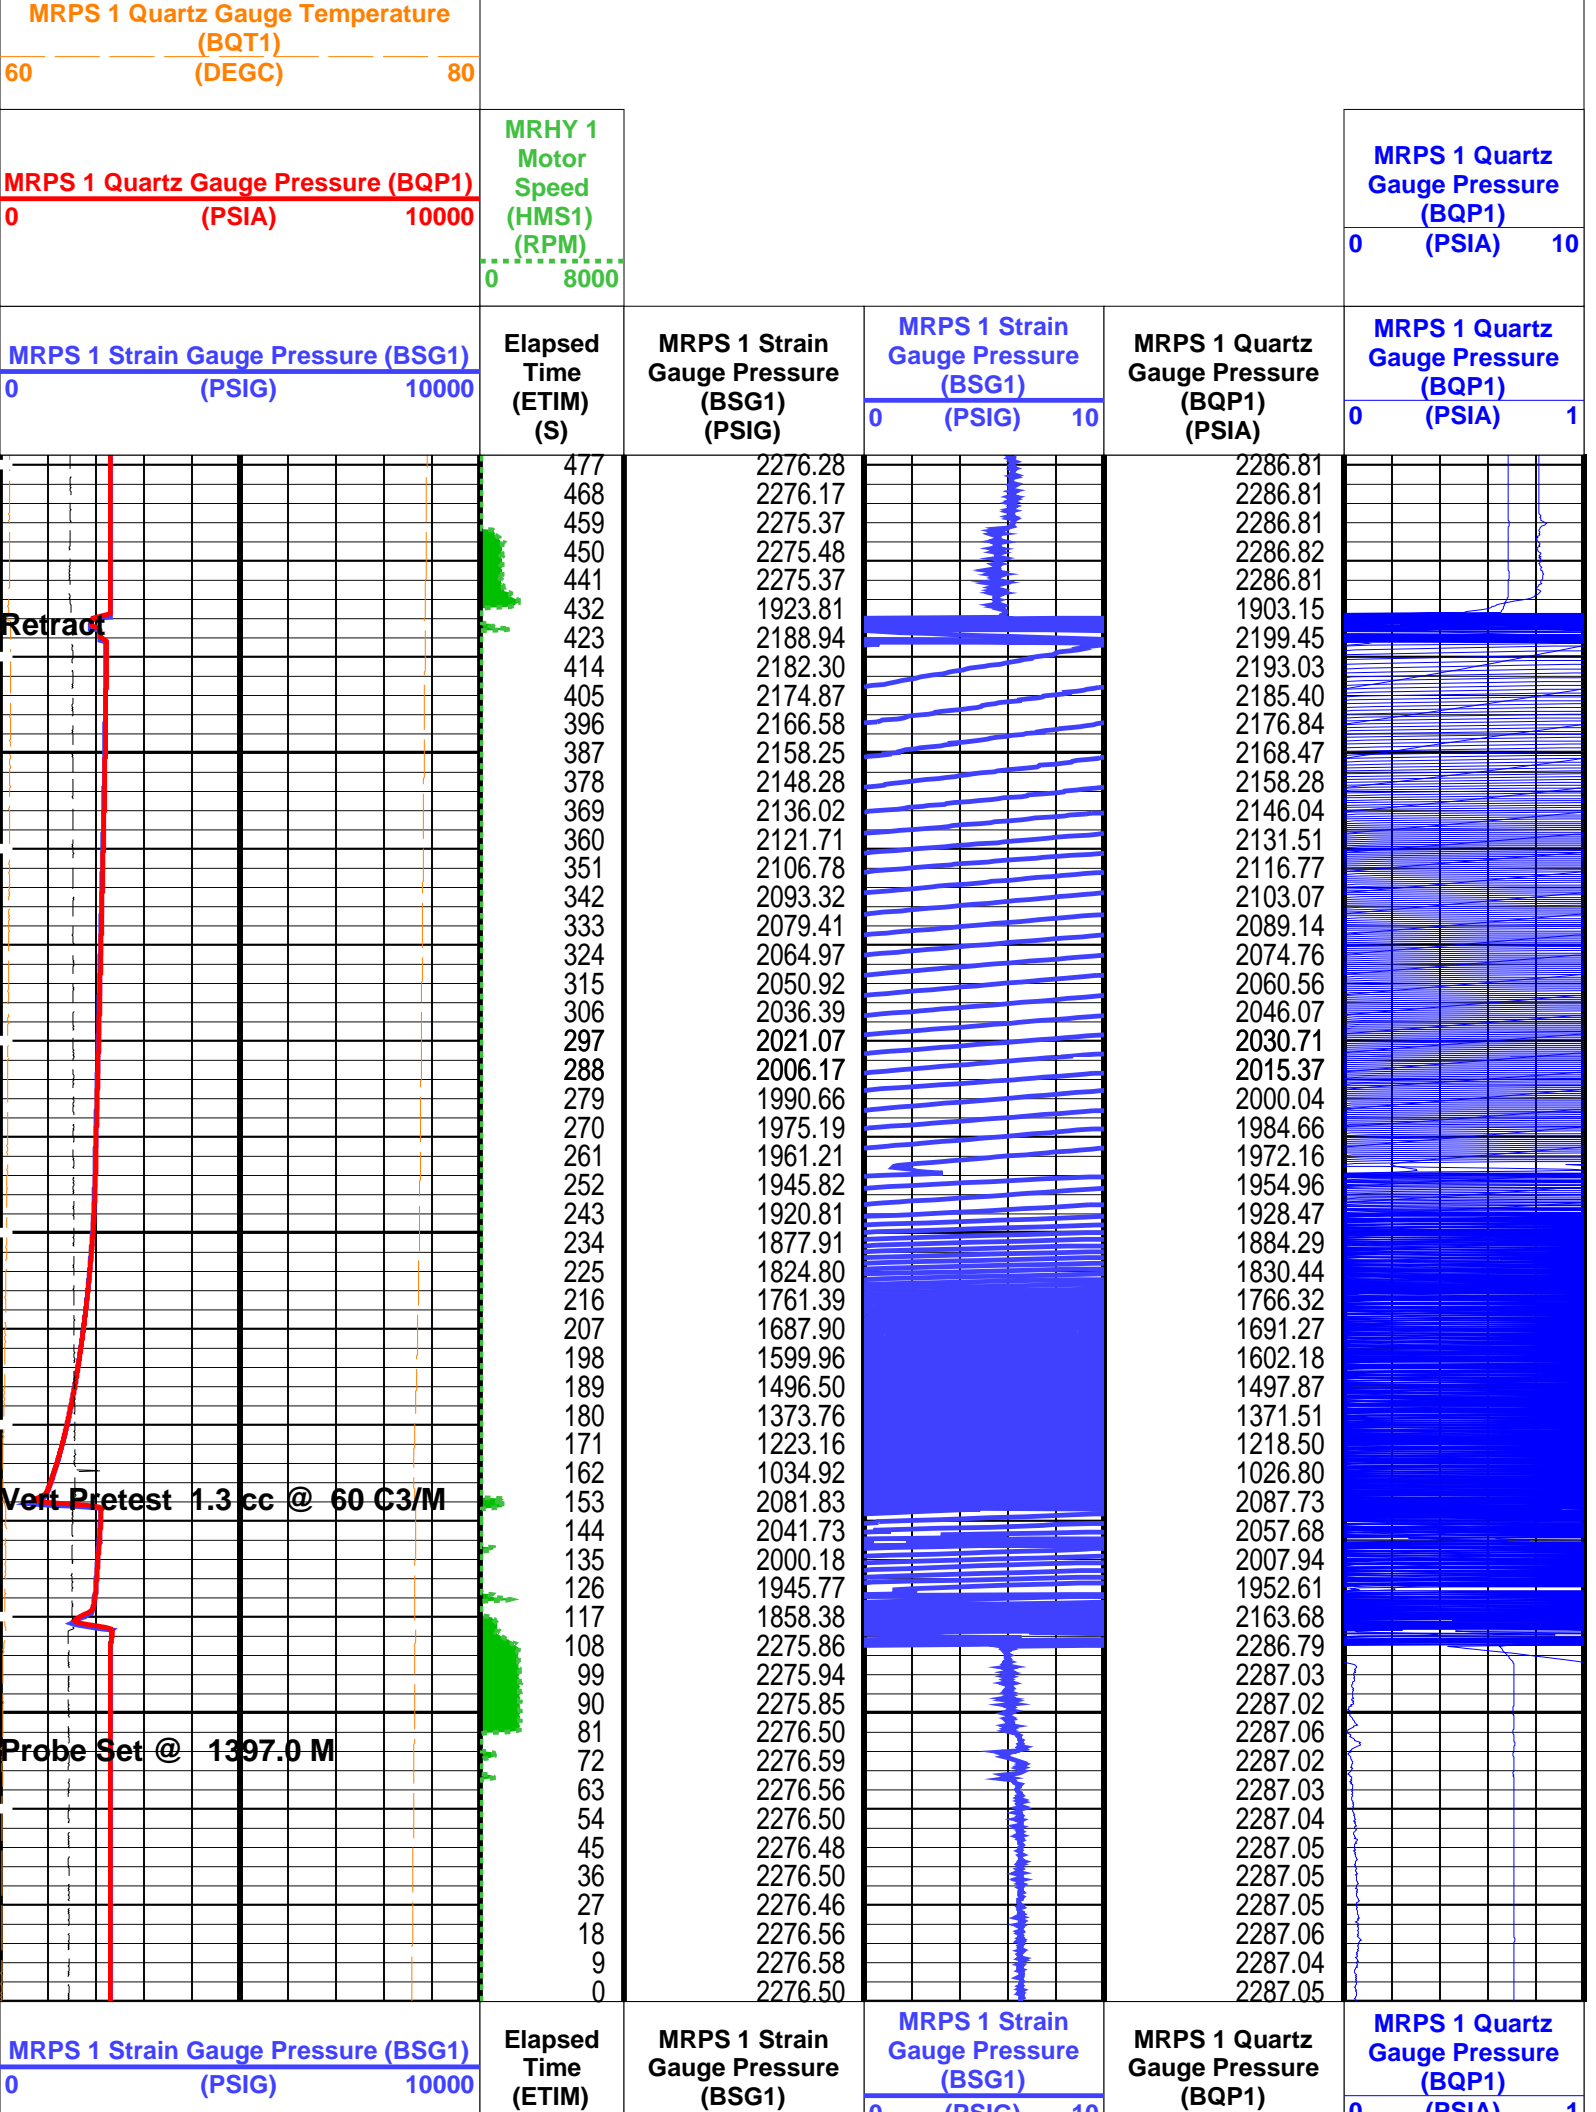 MRPS 1 Quartz Gauge Temperature
(BQT1)
60 (DEGC) 80
MRPS 1 Quartz Gauge Pressure (BQP1)
0 (PSIA) 10000
MRHY 1
Motor
Speed
(HMS1)
(RPM)
0 8000
MRPS 1 Quartz
Gauge Pressure
(BQP1)
0 (PSIA) 10
MRPS 1 Strain Gauge Pressure (BSG1)
0 (PSIG) 10000
Elapsed
Time
(ETIM)
(S)
MRPS 1 Strain
Gauge Pressure
(BSG1)
(PSIG)
MRPS 1 Strain
Gauge Pressure
(BSG1)
0 (PSIG) 10
MRPS 1 Quartz
Gauge Pressure
(BQP1)
(PSIA)
MRPS 1 Quartz
Gauge Pressure
(BQP1)
0 (PSIA) 1
477 2276.28 2286.81
468 2276.17 2286.81
459 2275.37 2286.81
450 2275.48 2286.82
441 2275.37 2286.81
432 1923.81 1903.15
Retract
423 2188.94 2199.45
414 2182.30 2193.03
405 2174.87 2185.40
396 2166.58 2176.84
387 2158.25 2168.47
378 2148.28 2158.28
369 2136.02 2146.04
360 2121.71 2131.51
351 2106.78 2116.77
342 2093.32 2103.07
333 2079.41 2089.14
324 2064.97 2074.76
315 2050.92 2060.56
306 2036.39 2046.07
297 2021.07 2030.71
288 2006.17 2015.37
279 1990.66 2000.04
270 1975.19 1984.66
261 1961.21 1972.16
252 1945.82 1954.96
243 1920.81 1928.47
234 1877.91 1884.29
225 1824.80 1830.44
216 1761.39 1766.32
207 1687.90 1691.27
198 1599.96 1602.18
189 1496.50 1497.87
180 1373.76 1371.51
171 1223.16 1218.50
162 1034.92 1026.80
Vert Pretest 1.3 cc @ 60 C3/M
153 2081.83 2087.73
144 2041.73 2057.68
135 2000.18 2007.94
126 1945.77 1952.61
117 1858.38 2163.68
108 2275.86 2286.79
99 2275.94 2287.03
90 2275.85 2287.02
81 2276.50 2287.06
Probe Set @ 1397.0 M
72 2276.59 2287.02
63 2276.56 2287.03
54 2276.50 2287.04
45 2276.48 2287.05
36 2276.50 2287.05
27 2276.46 2287.05
18 2276.56 2287.06
9 2276.58 2287.04
0 2276.50 2287.05
MRPS 1 Strain Gauge Pressure (BSG1)
0 (PSIG) 10000
Elapsed
Time
(ETIM)
MRPS 1 Strain
Gauge Pressure
(BSG1)
MRPS 1 Strain
Gauge Pressure
(BSG1)
0 (PSIG) 10
MRPS 1 Quartz
Gauge Pressure
(BQP1)
MRPS 1 Quartz
Gauge Pressure
(BQP1)
0 (PSIA) 1